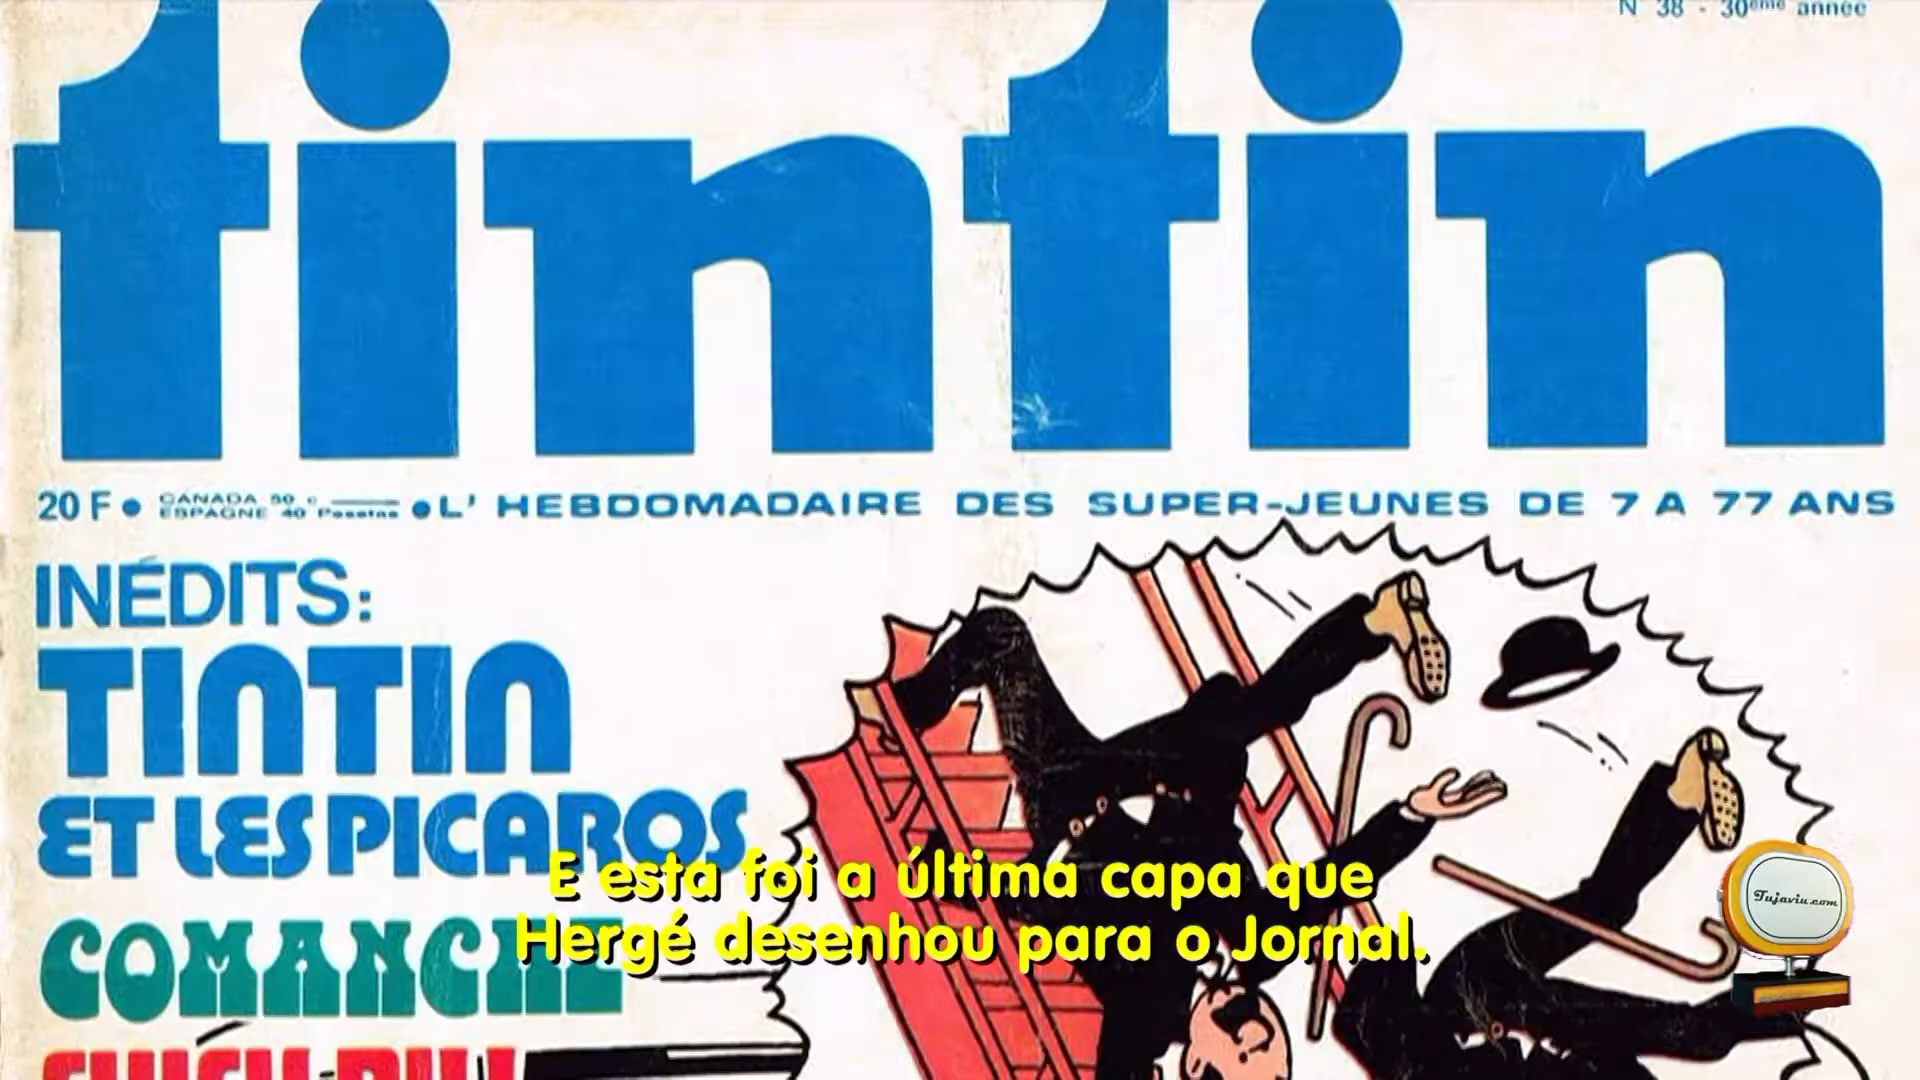 N° 38 - 30ème année
tintin
20 F •
CANADA 50 c
ESPAGNE 40 Pesetas
• L' HEBDOMADAIRE DES SUPER-JEUNES DE 7 A 77 ANS
INÉDITS:
TINTIN
ET LES PICAROS
COMANCHE
E esta foi a última capa que
Hergé desenhou para o Jornal.
Tujaviu.com